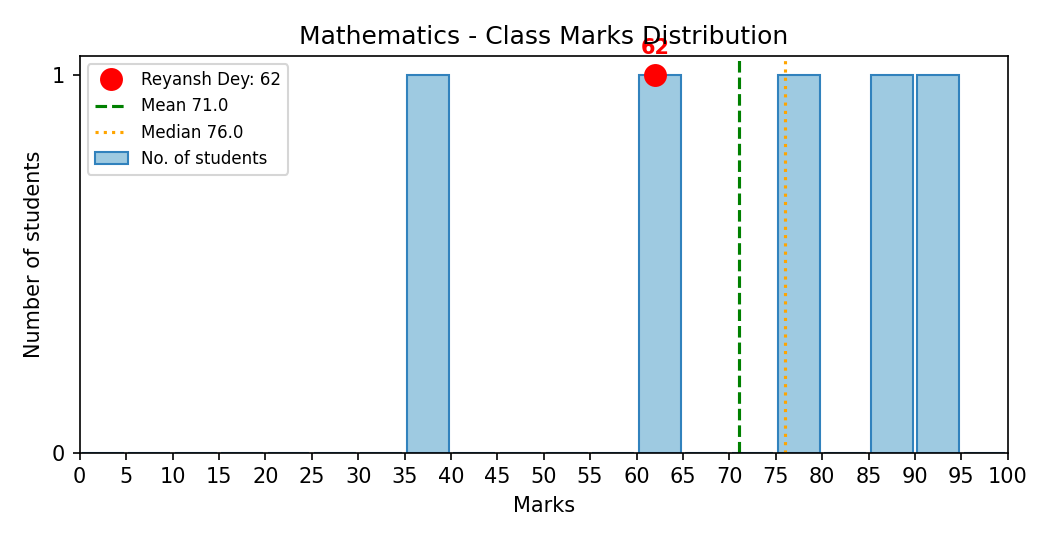 Mathematics - Class Marks Distribution
62
Reyansh Dey: 62
Mean 71.0
Median 76.0
No. of students
Number of students
1
0
0 5 10 15 20 25 30 35 40 45 50 55 60 65 70 75 80 85 90 95 100
Marks